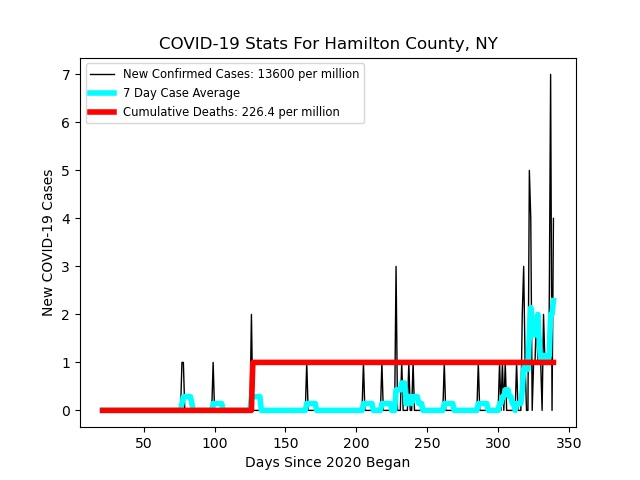 COVID-19 Stats For Hamilton County, NY
New Confirmed Cases: 13600 per million
7 Day Case Average
Cumulative Deaths: 226.4 per million
New COVID-19 Cases
7
6
5
4
3
2
1
0
50 100 150 200 250 300 350
Days Since 2020 Began